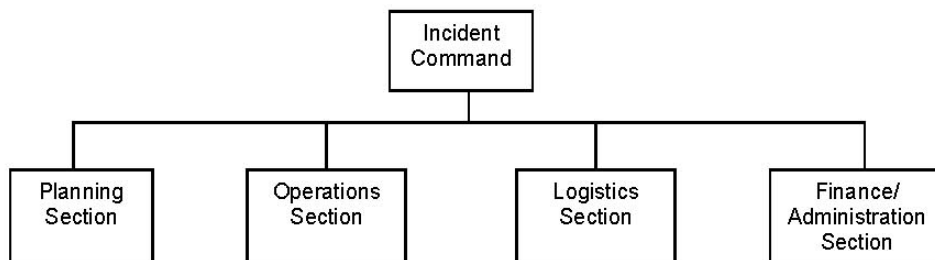 Incident
Command
Planning
Section
Operations
Section
Logistics
Section
Finance/
Administration
Section